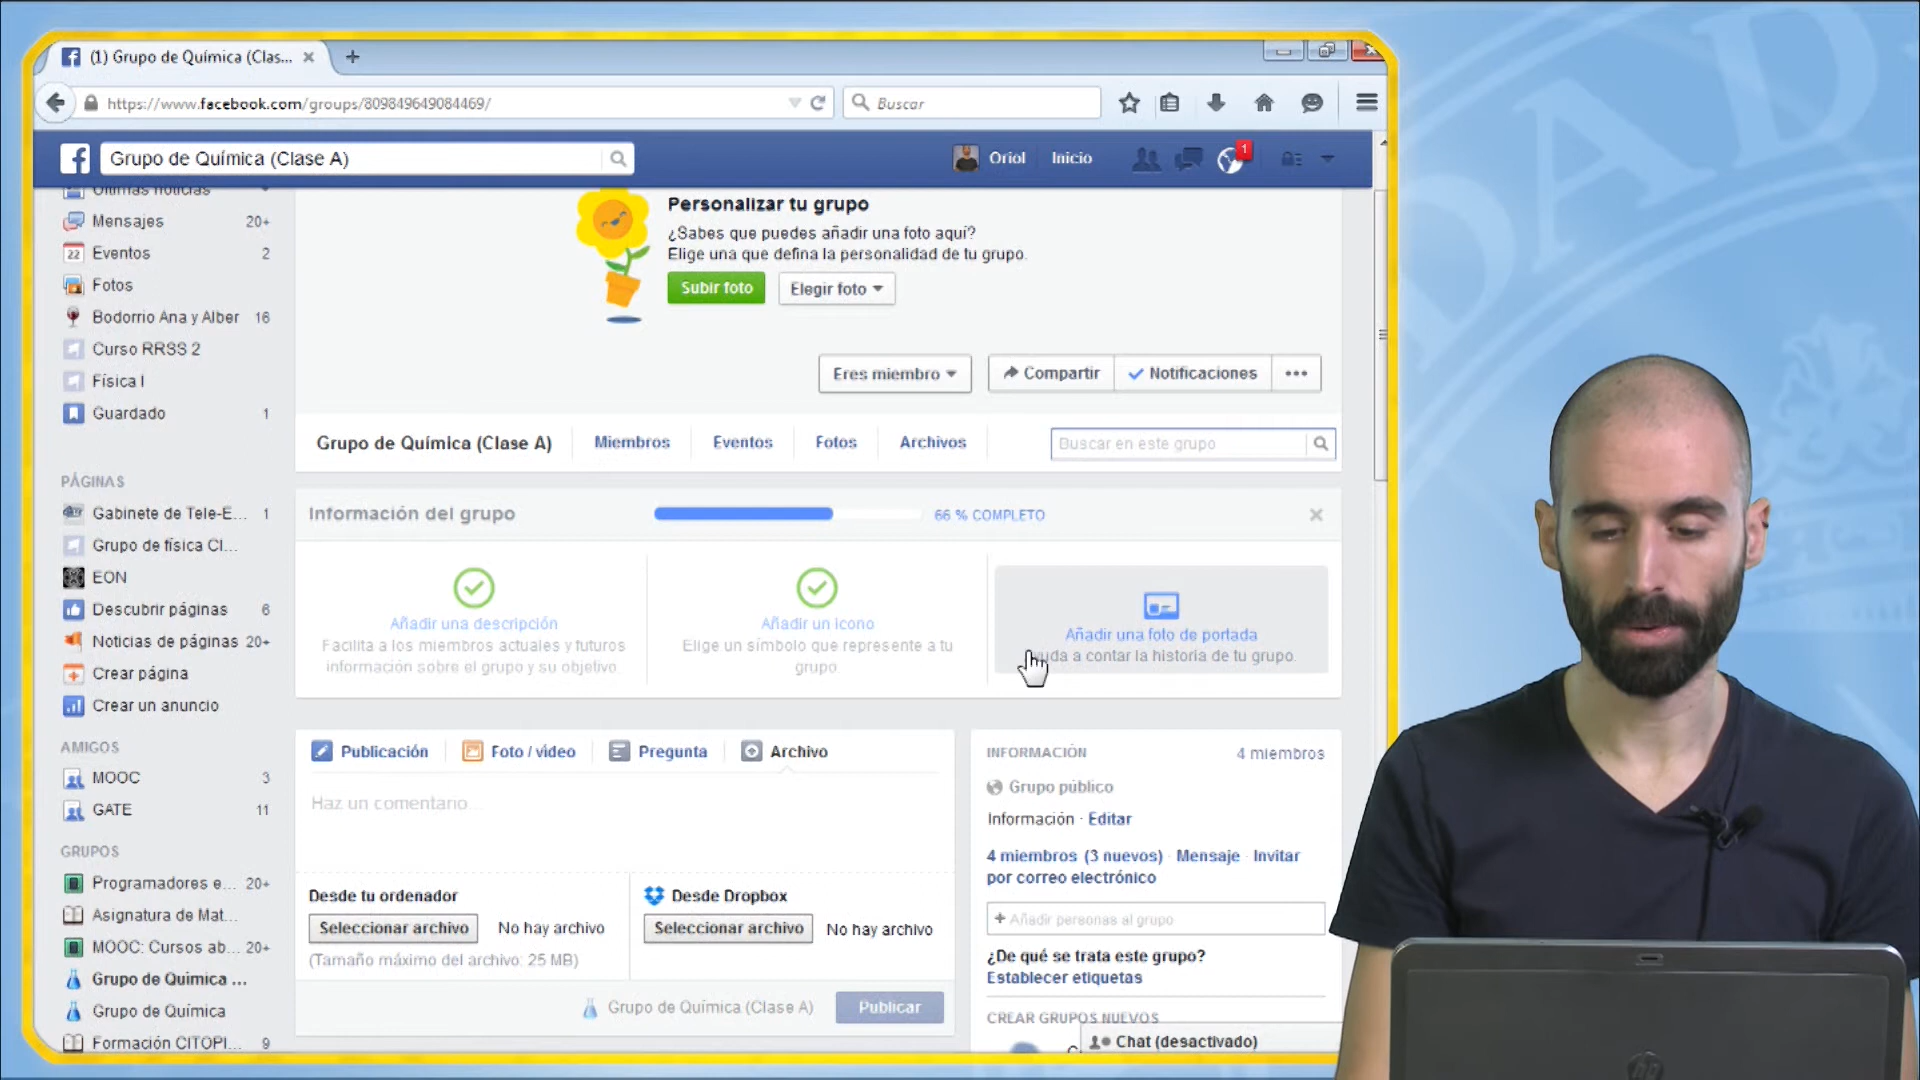 (1) Grupo de Química (Clas...
https://www.facebook.com/groups/809849649084469/
Buscar
Grupo de Química (Clase A)
Oriol
Inicio
1
Últimas noticias
Mensajes 20+
22 Eventos 2
Fotos
Bodorrio Ana y Alber 16
Curso RRSS 2
Física I
Guardado 1
PÁGINAS
Gabinete de Tele-E... 1
Grupo de física Cl...
EON
Descubrir páginas 6
Noticias de páginas 20+
Crear página
Crear un anuncio
AMIGOS
MOOC 3
GATE 11
GRUPOS
Programadores e... 20+
Asignatura de Mat...
MOOC: Cursos ab... 20+
Grupo de Química ...
Grupo de Química
Formación CITOPI... 9
Personalizar tu grupo
¿Sabes que puedes añadir una foto aquí?
Elige una que defina la personalidad de tu grupo.
Subir foto
Elegir foto
Eres miembro
Compartir
Notificaciones
Grupo de Química (Clase A)
Miembros
Eventos
Fotos
Archivos
Buscar en este grupo
Información del grupo
66 % COMPLETO
Añadir una descripción
Facilita a los miembros actuales y futuros
información sobre el grupo y su objetivo.
Añadir un icono
Elige un símbolo que represente a tu
grupo.
Añadir una foto de portada
a contar la historia de tu grupo.
Publicación
Foto / vídeo
Pregunta
Archivo
Haz un comentario...
Desde tu ordenador
Seleccionar archivo
No hay archivo
(Tamaño máximo del archivo: 25 MB)
Desde Dropbox
Seleccionar archivo
No hay archivo
Grupo de Química (Clase A)
Publicar
INFORMACIÓN
4 miembros
Grupo público
Información · Editar
4 miembros (3 nuevos) · Mensaje · Invitar
por correo electrónico
+ Añadir personas al grupo
¿De qué se trata este grupo?
Establecer etiquetas
CREAR GRUPOS NUEVOS
Chat (desactivado)
hp